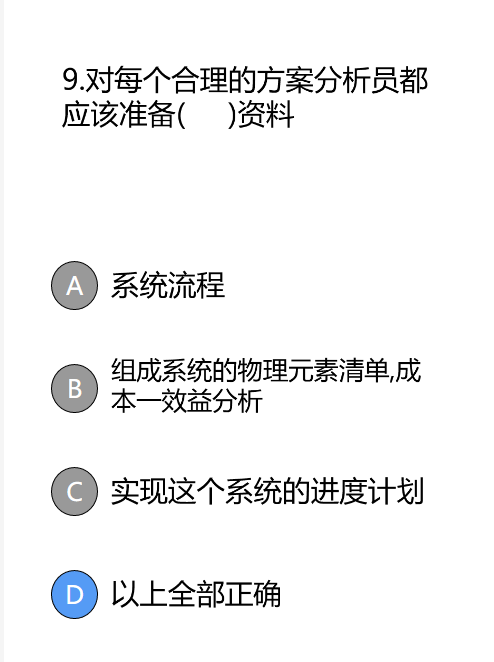 9.对每个合理的方案分析员都
应该准备(      )资料
A 系统流程
B 组成系统的物理元素清单,成
本一效益分析
C 实现这个系统的进度计划
D 以上全部正确